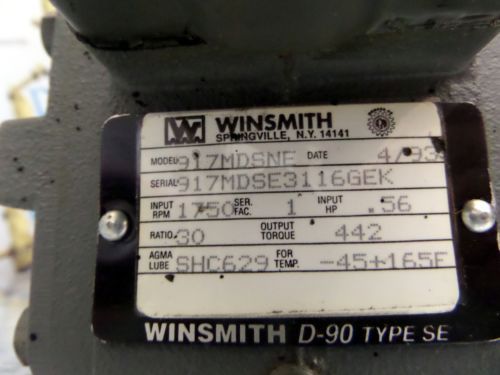 WINSMITH
SPRINGVILLE, N.Y. 14141
MODEL 917MDSNE DATE 4/93
SERIAL 917MDSE3116GEK
INPUT RPM 1750 SER. FAC. 1 INPUT HP .56
RATIO 30 OUTPUT TORQUE 442
AGMA LUBE SHC629 FOR TEMP. -45+165F
WINSMITH D-90 TYPE SE